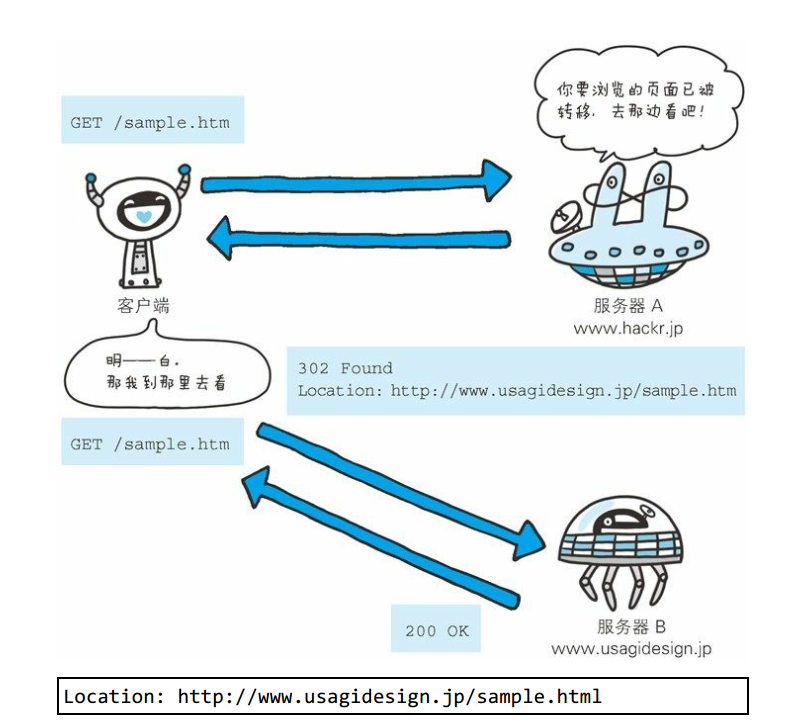 你要浏览的页面已被
转移，去那边看吧！
GET /sample.htm
客户端
服务器 A
www.hackr.jp
明——白，
那我到那里去看
302 Found
Location: http://www.usagidesign.jp/sample.htm
GET /sample.htm
200 OK
服务器 B
www.usagidesign.jp
Location: http://www.usagidesign.jp/sample.html